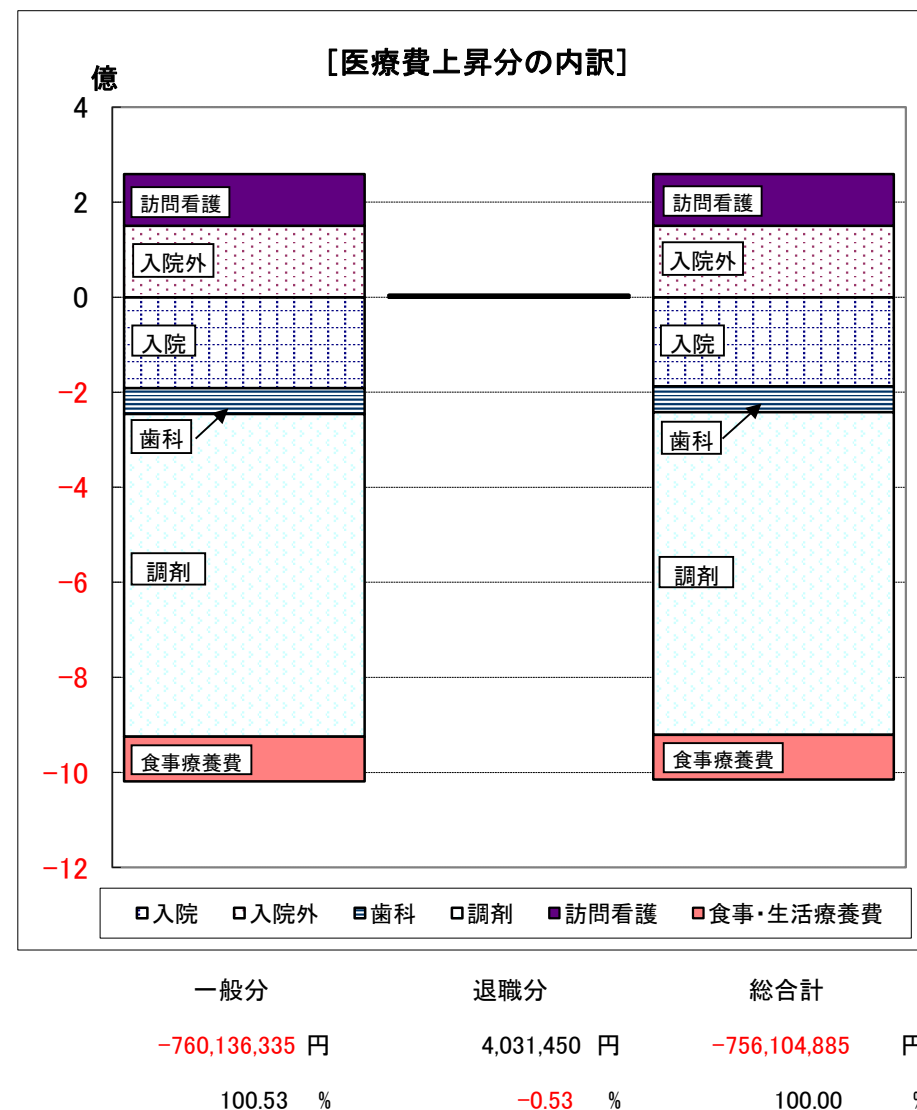 [医療費上昇分の内訳]
億
4
2
0
-2
-4
-6
-8
-10
-12
訪問看護
入院外
入院
歯科
調剤
食事療養費
訪問看護
入院外
入院
歯科
調剤
食事療養費
入院 入院外 歯科 調剤 訪問看護 食事・生活療養費
一般分 退職分 総合計
-760,136,335 円 4,031,450 円 -756,104,885 円
100.53 % -0.53 % 100.00 %